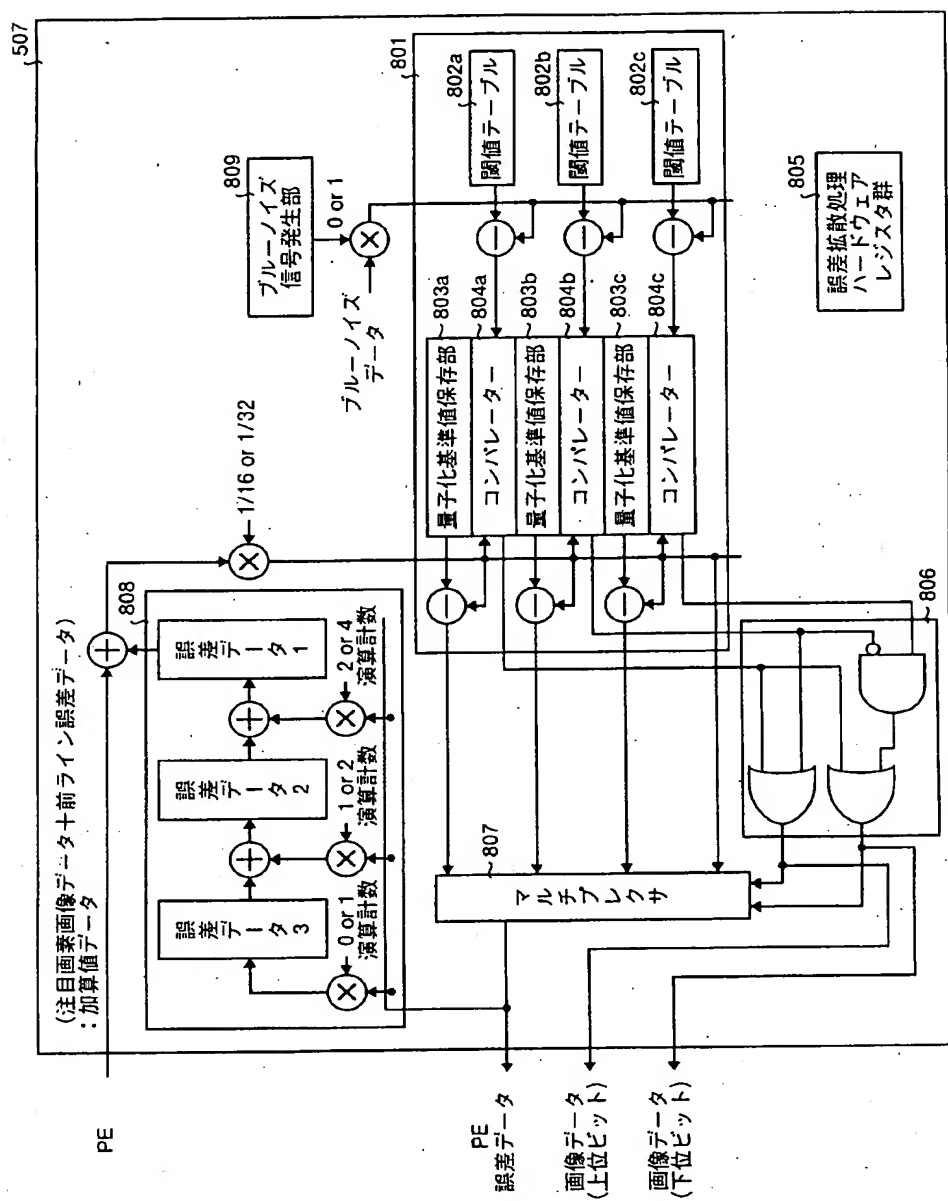 507
(注目画素画像データ+前ライン誤差データ)
:加算値データ
PE
808
誤差データ3
誤差データ2
誤差データ1
0 or 1
演算計数
1 or 2
演算計数
2 or 4
演算計数
1/16 or 1/32
809
ブルーノイズ
信号発生部
0 or 1
ブルーノイズ
データ
801
803a
量子化基準値保存部
804a
コンパレーター
803b
量子化基準値保存部
804b
コンパレーター
803c
量子化基準値保存部
804c
コンパレーター
802a
閾値テーブル
802b
閾値テーブル
802c
閾値テーブル
807
マルチプレクサ
806
805
誤差拡散処理
ハードウェア
レジスタ群
PE
誤差データ
画像データ
(上位ビット)
画像データ
(下位ビット)